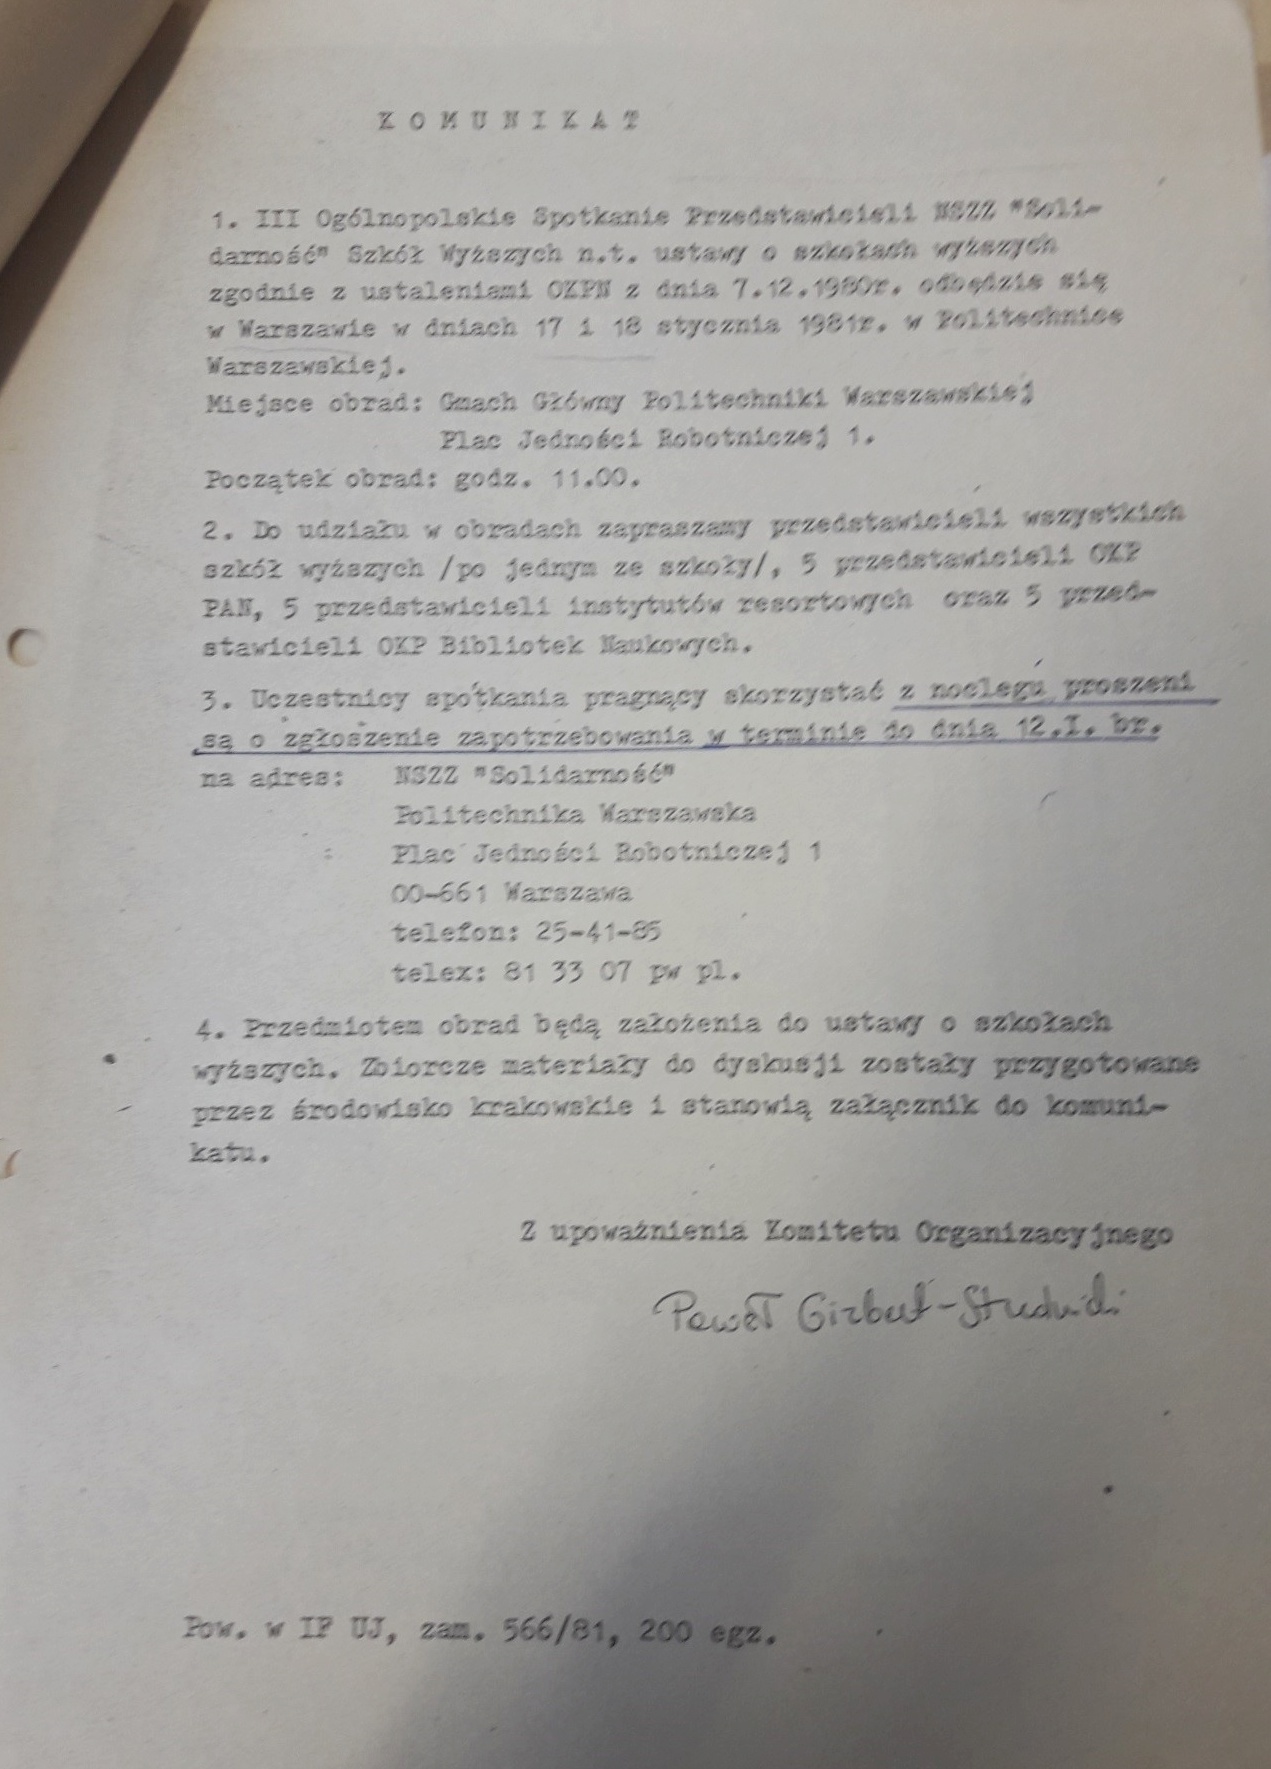 K O M U N I K A T
1. III Ogólnopolskie Spotkanie Przedstawicieli NSZZ "Soli-
darność" Szkół Wyższych n.t. ustawy o szkołach wyższych
zgodnie z ustaleniami OKPN z dnia 7.12.1980r. odbędzie się
w Warszawie w dniach 17 i 18 stycznia 1981r. w Politechnice
Warszawskiej.
Miejsce obrad: Gmach Główny Politechniki Warszawskiej
Plac Jedności Robotniczej 1.
Początek obrad: godz. 11.00.
2. Do udziału w obradach zapraszamy przedstawicieli wszystkich
szkół wyższych /po jednym ze szkoły/, 5 przedstawicieli OKP
PAN, 5 przedstawicieli instytutów resortowych oraz 5 przed-
stawicieli OKP Bibliotek Naukowych.
3. Uczestnicy spotkania pragnący skorzystać z noclegu proszeni
są o zgłoszenie zapotrzebowania w terminie do dnia 12.I. br.
na adres: NSZZ "Solidarność"
Politechnika Warszawska
Plac Jedności Robotniczej 1
00-661 Warszawa
telefon: 25-41-85
telex: 81 33 07 pw pl.
4. Przedmiotem obrad będą założenia do ustawy o szkołach
wyższych. Zbiorcze materiały do dyskusji zostały przygotowane
przez środowisko krakowskie i stanowią załącznik do komuni-
katu.
Z upoważnienia Komitetu Organizacyjnego
Paweł Gizbert-Studnicki
Pow. w IF UJ, zam. 566/81, 200 egz.